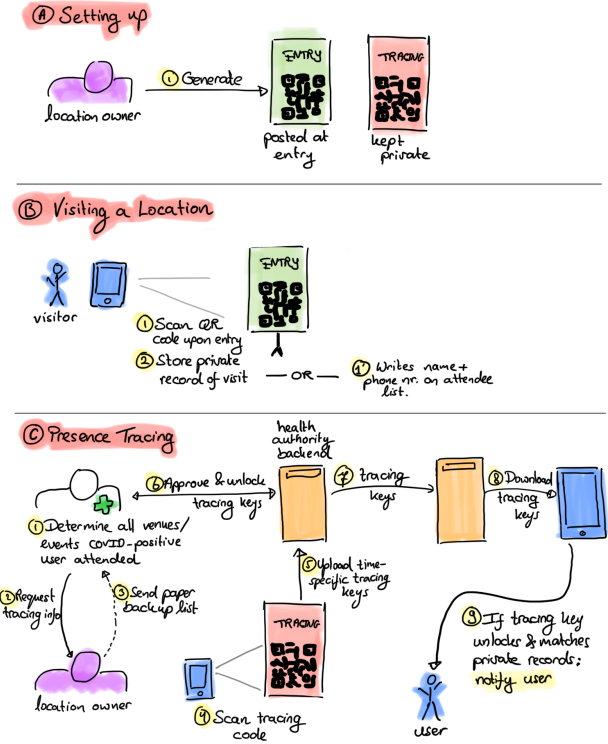 A Setting up
ENTRY
TRACING
1 Generate
location owner
posted at
entry
kept
private
B Visiting a Location
ENTRY
visitor
1 Scan QR
code upon entry
2 Store private
record of visit
— OR —
1' Writes name +
phone nr. on attendee
list.
C Presence Tracing
health
authority
backend
6 Approve & unlock
tracing keys
7 tracing
keys
8 Download
tracing
keys
1 Determine all venues/
events COVID-positive
user attended
2 Request
tracing info
3 Send paper
backup list
5 Upload time-
specific tracing
keys
TRACING
9 If tracing key
unlocks & matches
private records:
notify user
location owner
4 Scan tracing
code
user